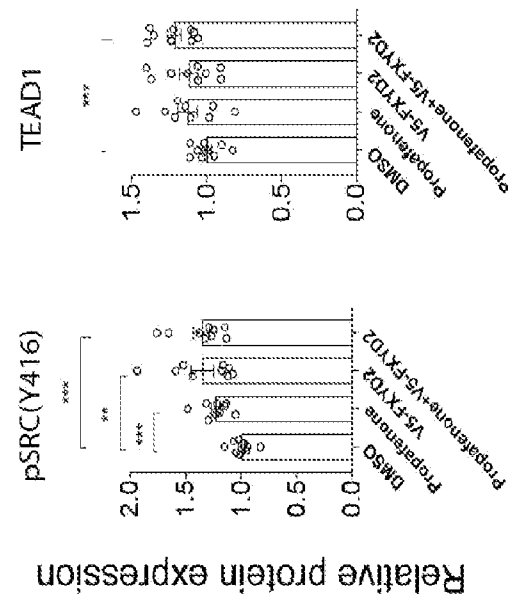 pSRC(Y416)
TEAD1
Relative protein expression
***
**
***
2.0
1.5
1.0
0.5
0.0
DMSO
Propafenone
V5-FXYD2
Propafenone+V5-FXYD2
***
1.5
1.0
0.5
0.0
DMSO
Propafenone
V5-FXYD2
Propafenone+V5-FXYD2